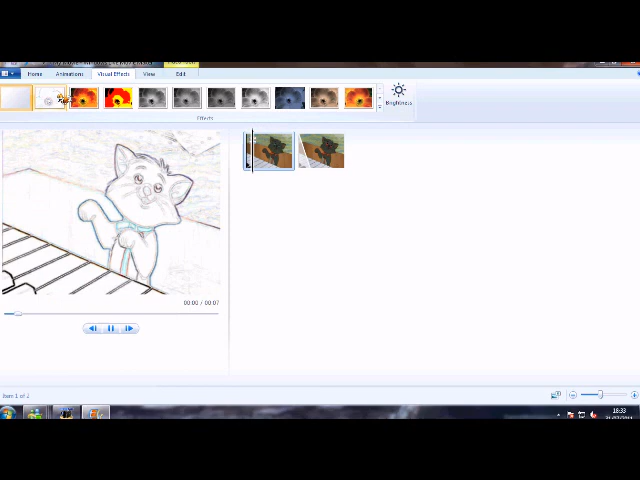 Home Animations Visual Effects View Edit
Brightness
Effects
00:00 / 00:07
Item 1 of 2
18:33